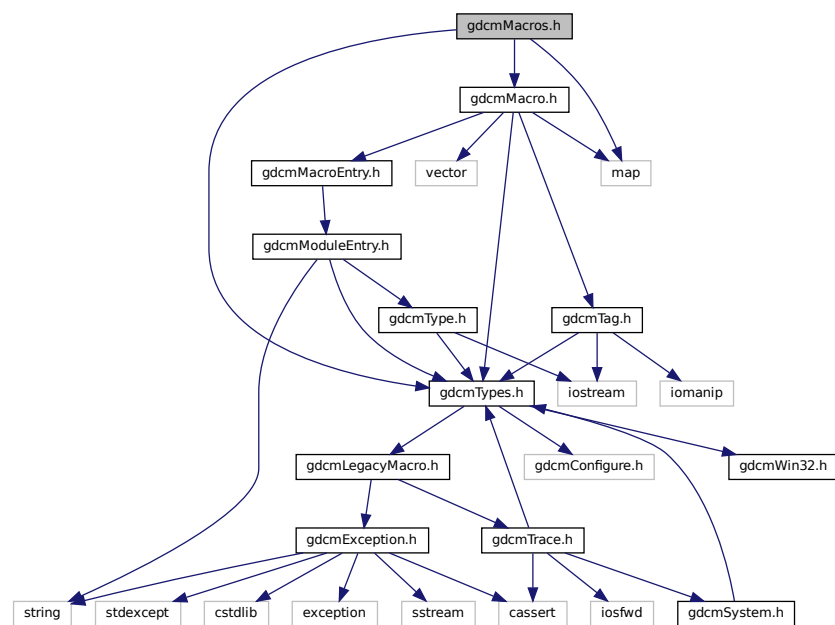 gdcmMacros.h
gdcmMacro.h
gdcmMacroEntry.h
vector
map
gdcmModuleEntry.h
gdcmType.h
gdcmTag.h
gdcmTypes.h
iostream
iomanip
gdcmLegacyMacro.h
gdcmConfigure.h
gdcmWin32.h
gdcmException.h
gdcmTrace.h
string
stdexcept
cstdlib
exception
sstream
cassert
iosfwd
gdcmSystem.h